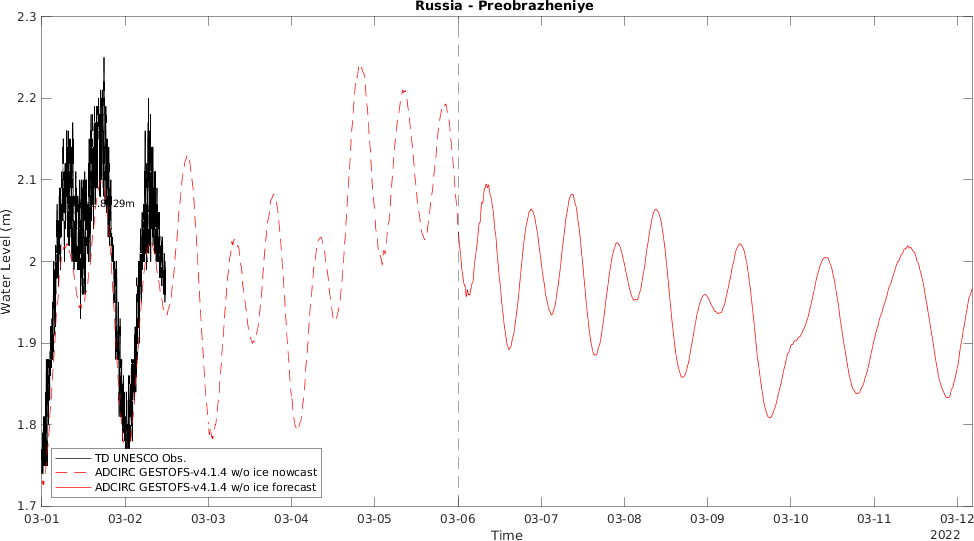 Russia - Preobrazheniye
2.3
2.2
2.1
2
1.9
1.8
1.7
Water Level (m)
TD UNESCO Obs.
ADCIRC GESTOFS-v4.1.4 w/o ice nowcast
ADCIRC GESTOFS-v4.1.4 w/o ice forecast
03-01 03-02 03-03 03-04 03-05 03-06 03-07 03-08 03-09 03-10 03-11 03-12
Time
2022